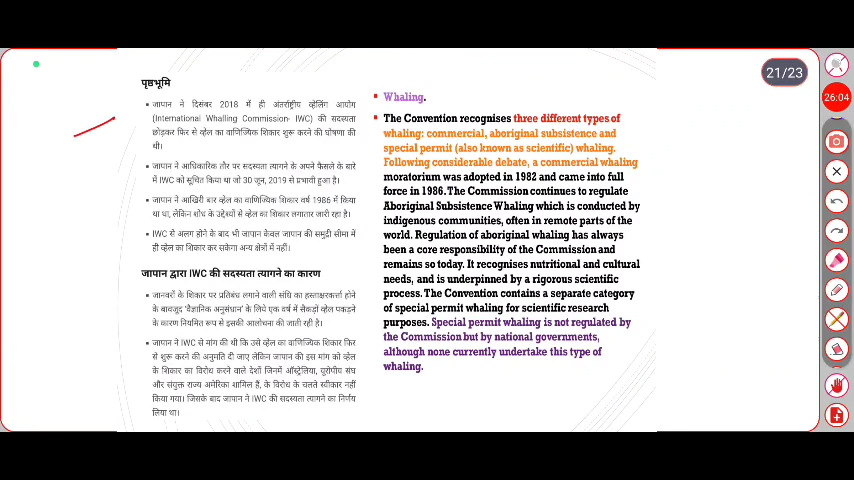 पृष्ठभूमि
जापान ने दिसंबर 2018 में ही अंतर्राष्ट्रीय व्हेलिंग आयोग
(International Whalling Commission- IWC) की सदस्यता
छोड़कर फिर से व्हेल का वाणिज्यिक शिकार शुरू करने की घोषणा की
थी।
जापान ने आधिकारिक तौर पर सदस्यता त्यागने के अपने फैसले के बारे
में IWC को सूचित किया था जो 30 जून, 2019 से प्रभावी हुआ है।
जापान ने आखिरी बार व्हेल का वाणिज्यिक शिकार वर्ष 1986 में किया
था था, लेकिन शोध के उद्देश्यों से व्हेल का शिकार लगातार जारी रहा है।
IWC से अलग होने के बाद भी जापान केवल जापान की समुद्री सीमा में
ही व्हेल का शिकार कर सकेगा अन्य क्षेत्रों में नहीं।
जापान द्वारा IWC की सदस्यता त्यागने का कारण
जानवरों के शिकार पर प्रतिबंध लगाने वाली संधि का हस्ताक्षरकर्त्ता होने
के बावजूद 'वैज्ञानिक अनुसंधान' के लिये एक वर्ष में सैकड़ों व्हेल पकड़ने
के कारण नियमित रूप से इसकी आलोचना की जाती रही है।
जापान ने IWC से मांग की थी कि उसे व्हेल का वाणिज्यिक शिकार फिर
से शुरू करने की अनुमति दी जाए लेकिन जापान की इस मांग को व्हेल
के शिकार का विरोध करने वाले देशों जिनमें ऑस्ट्रेलिया, यूरोपीय संघ
और संयुक्त राज्य अमेरिका शामिल हैं, के विरोध के चलते स्वीकार नहीं
किया गया। जिसके बाद जापान ने IWC की सदस्यता त्यागने का निर्णय
लिया था।
Whaling.
The Convention recognises three different types of
whaling: commercial, aboriginal subsistence and
special permit (also known as scientific) whaling.
Following considerable debate, a commercial whaling
moratorium was adopted in 1982 and came into full
force in 1986. The Commission continues to regulate
Aboriginal Subsistence Whaling which is conducted by
indigenous communities, often in remote parts of the
world. Regulation of aboriginal whaling has always
been a core responsibility of the Commission and
remains so today. It recognises nutritional and cultural
needs, and is underpinned by a rigorous scientific
process. The Convention contains a separate category
of special permit whaling for scientific research
purposes. Special permit whaling is not regulated by
the Commission but by national governments,
although none currently undertake this type of
whaling.
21/23
26:04